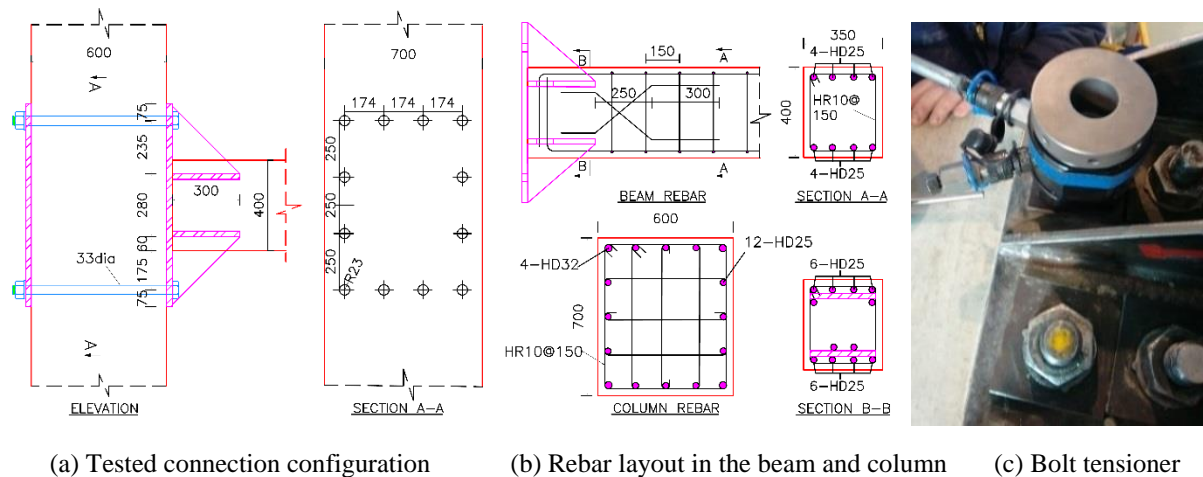 600
A
75
235
300
280
400
60
33dia
175
75
A
ELEVATION
700
174 174 174
250
250
250
R23
SECTION A-A
150
B A
250 300
B A
BEAM REBAR
350
4-HD25
400
HR10@
150
4-HD25
SECTION A-A
600
12-HD25
4-HD32
700
HR10@150
COLUMN REBAR
6-HD25
6-HD25
SECTION B-B
(a) Tested connection configuration
(b) Rebar layout in the beam and column
(c) Bolt tensioner